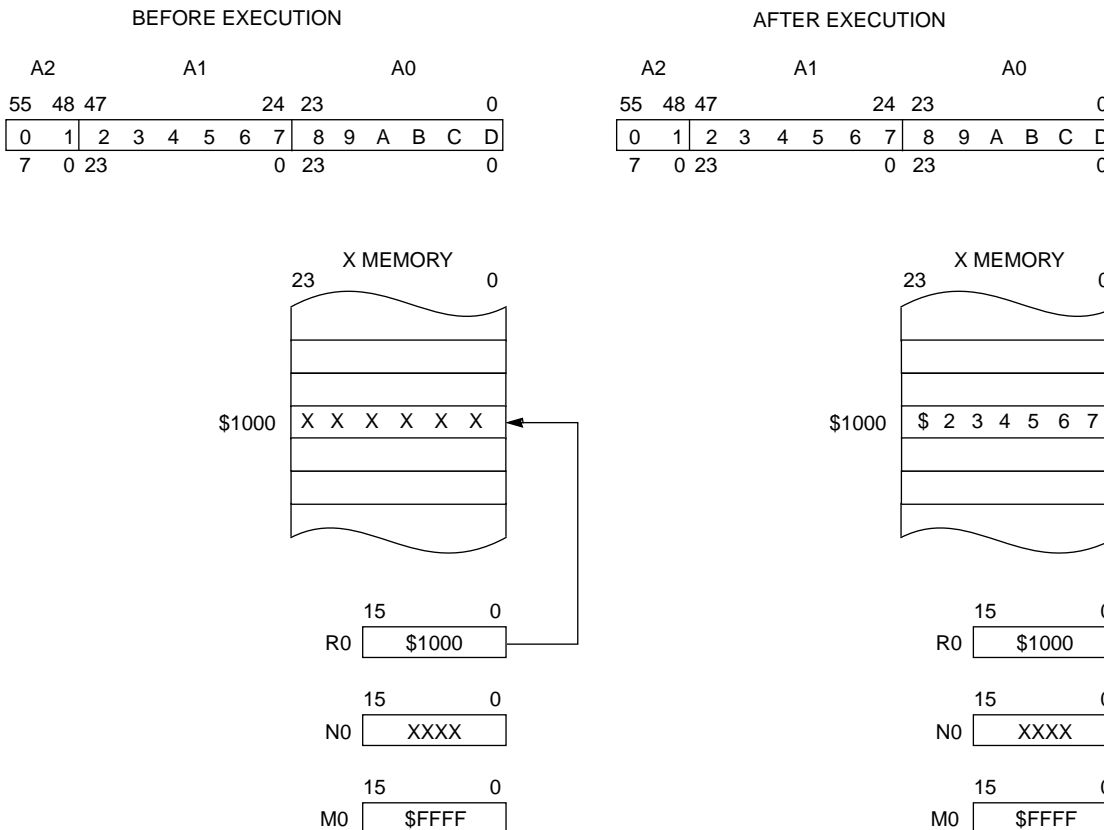 BEFORE EXECUTION
A2 A1 A0
55 48 47 24 23 0
0 1 2 3 4 5 6 7 8 9 A B C D
7 0 23 0 23 0
X MEMORY
23 0
$1000 X X X X X X
15 0
R0 $1000
15 0
N0 XXXX
15 0
M0 $FFFF
AFTER EXECUTION
A2 A1 A0
55 48 47 24 23 0
0 1 2 3 4 5 6 7 8 9 A B C D
7 0 23 0 23 0
X MEMORY
23 0
$1000 $ 2 3 4 5 6 7
15 0
R0 $1000
15 0
N0 XXXX
15 0
M0 $FFFF